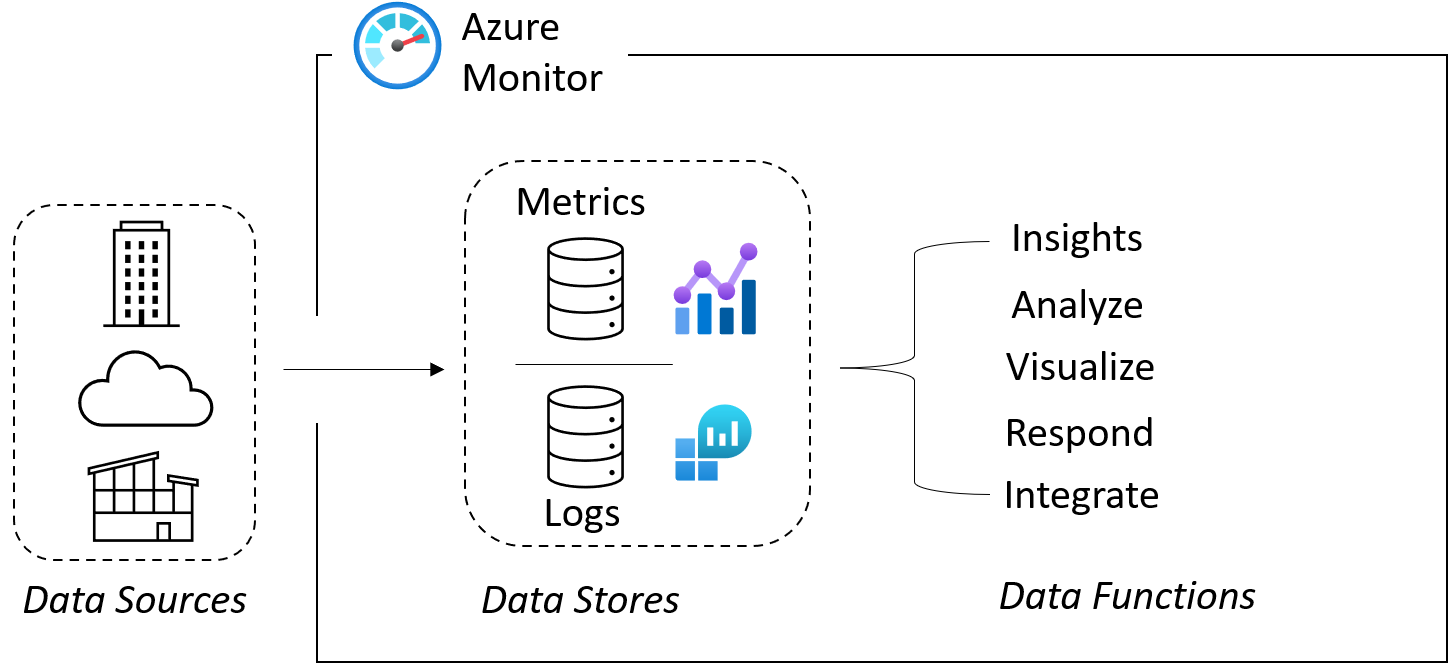 Azure
Monitor
Metrics
Logs
Insights
Analyze
Visualize
Respond
Integrate
Data Sources
Data Stores
Data Functions